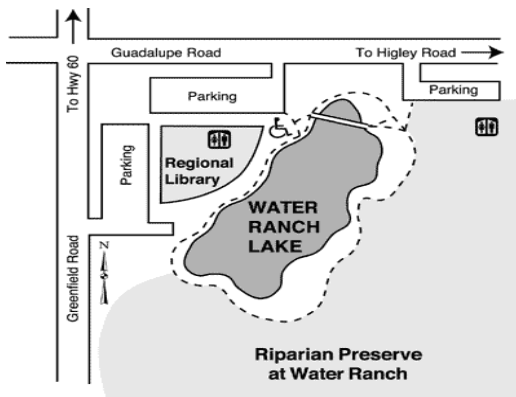 Guadalupe Road
To Higley Road
To Hwy 60
Parking
Parking
Parking
Regional
Library
WATER
RANCH
LAKE
N
Greenfield Road
Riparian Preserve
at Water Ranch